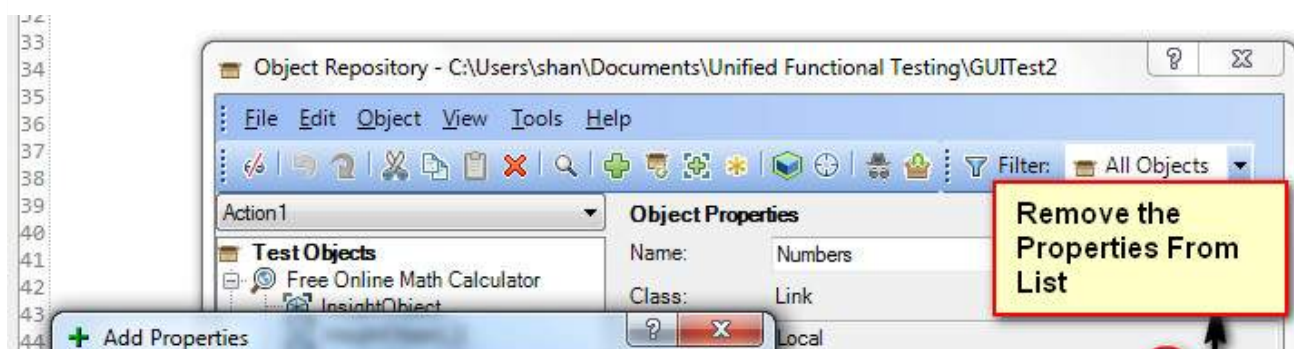 32
33
34
35
36
37
38
39
40
41
42
43
44
Object Repository - C:\Users\shan\Documents\Unified Functional Testing\GUITest2
File Edit Object View Tools Help
Filter: All Objects
Action1
Object Properties
Remove the
Properties From
List
Test Objects
Name: Numbers
Free Online Math Calculator
Class: Link
InsightObject
Add Properties
Local